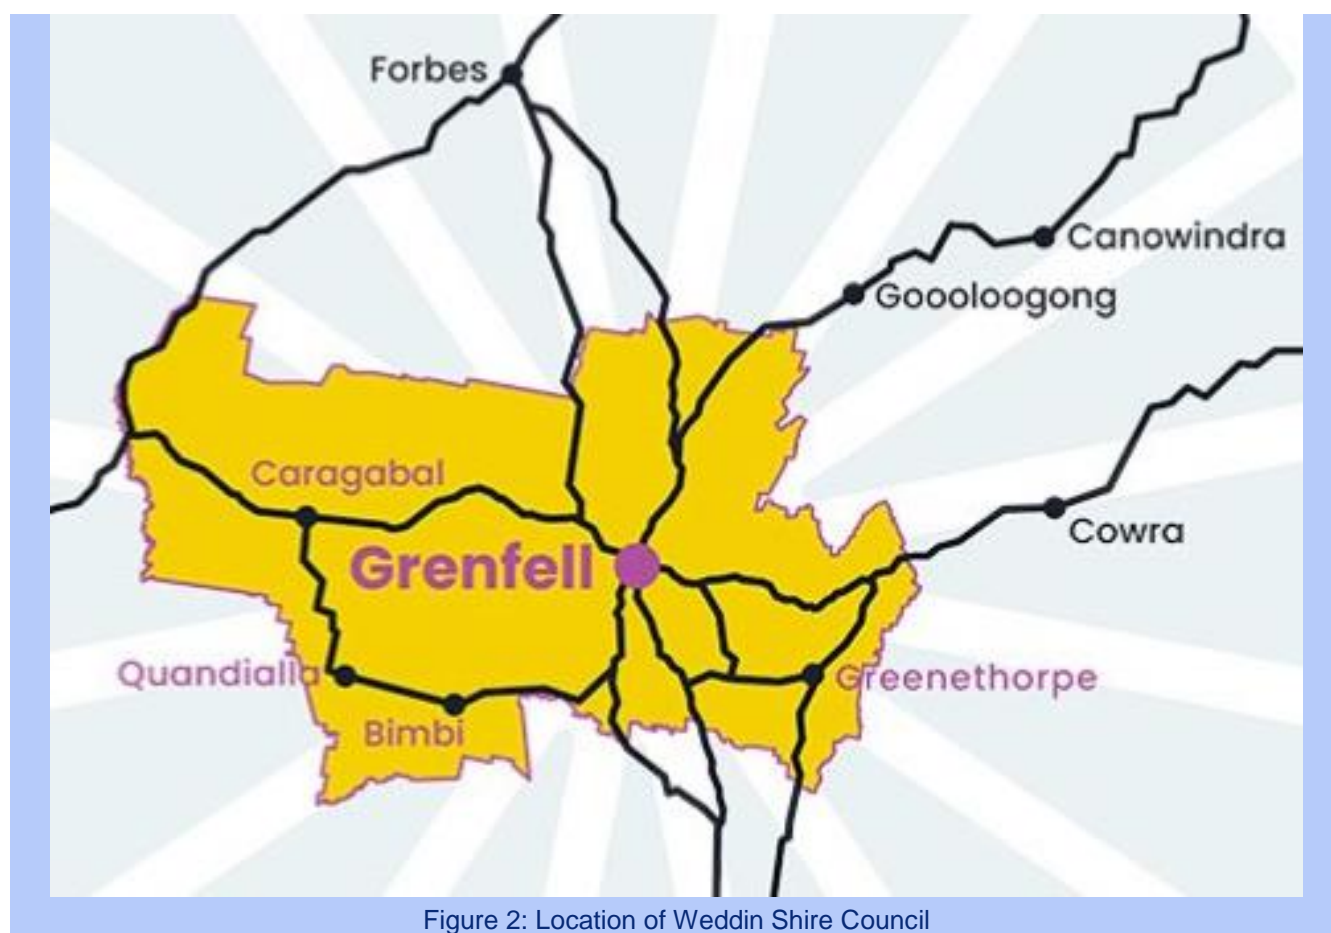 Forbes
Canowindra
Goooloogong
Caragabal
Cowra
Grenfell
Quandialla
Greenethorpe
Bimbi
Figure 2: Location of Weddin Shire Council